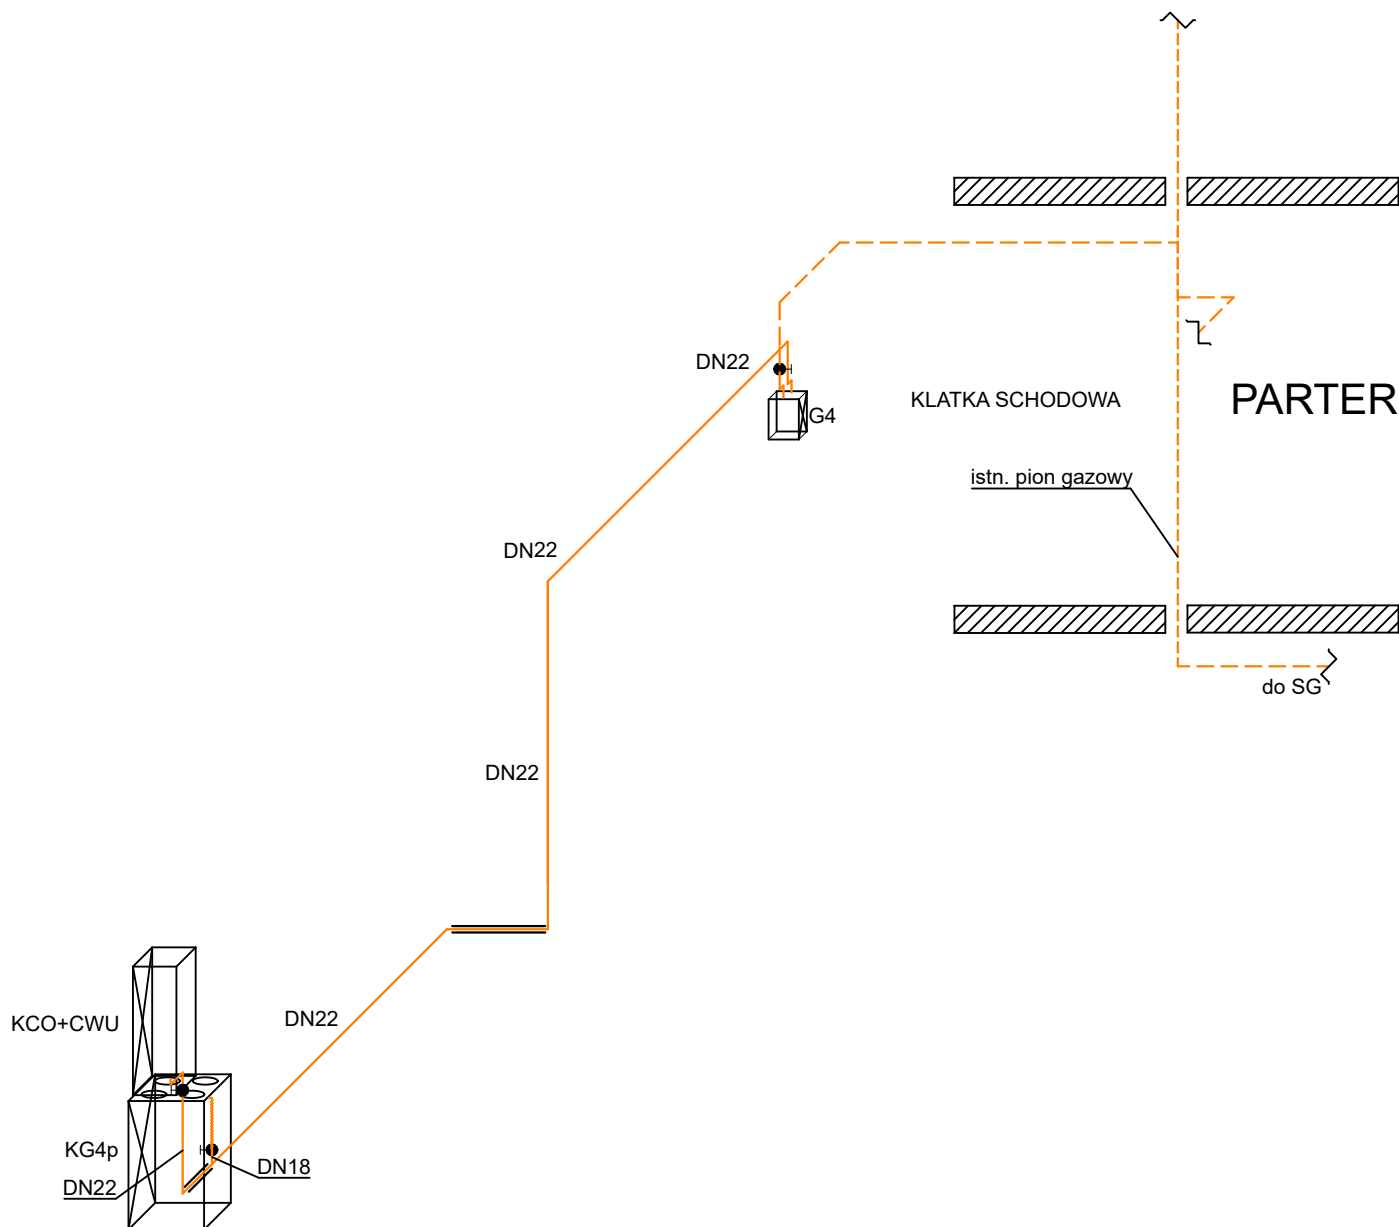 DN22
G4
KLATKA SCHODOWA
PARTER
istn. pion gazowy
DN22
do SG
DN22
KCO+CWU
DN22
KG4p
DN18
DN22